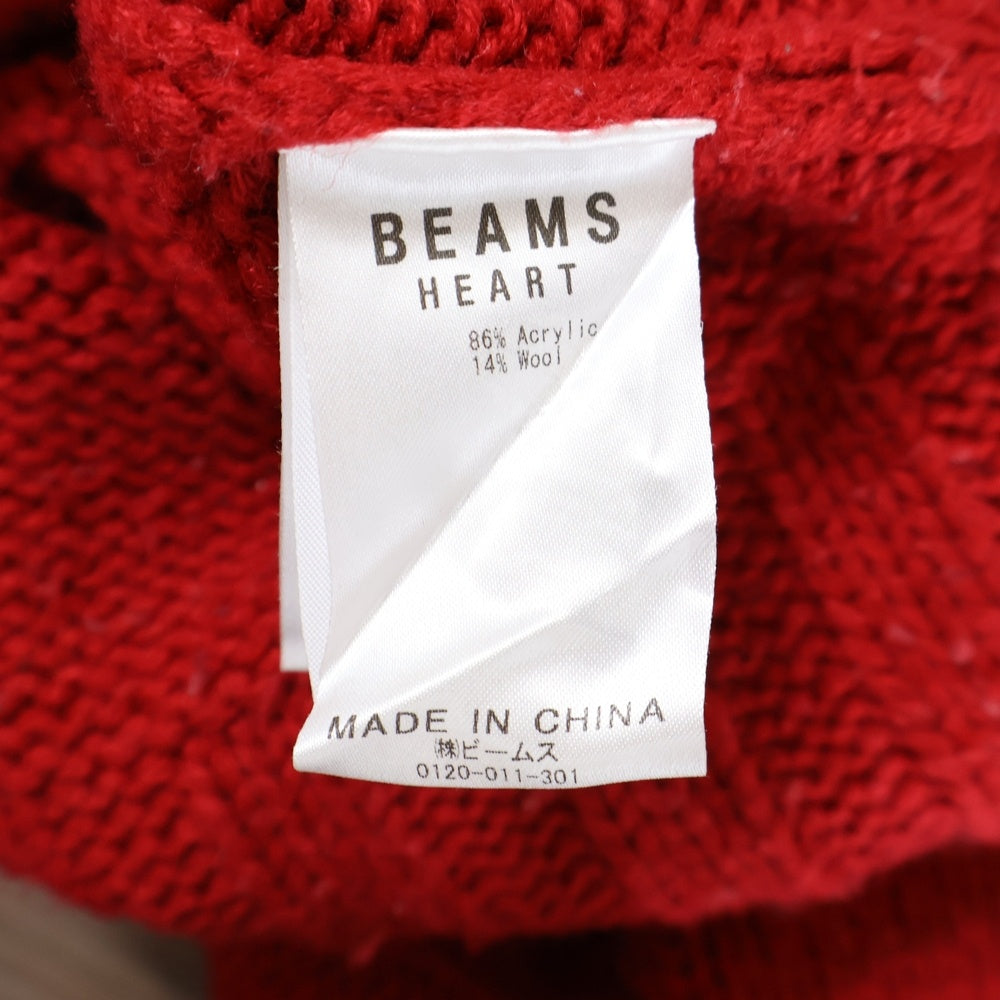 BEAMS
HEART
86% Acrylic
14% Wool
MADE IN CHINA
㈱ビームス
0120-011-301